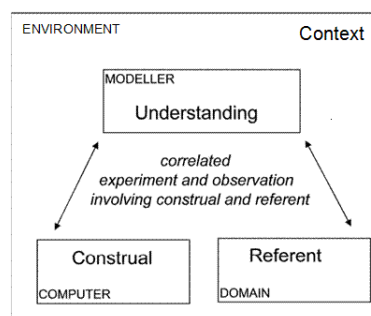 ENVIRONMENT
Context
MODELLER
Understanding
correlated
experiment and observation
involving construal and referent
Construal
COMPUTER
Referent
DOMAIN